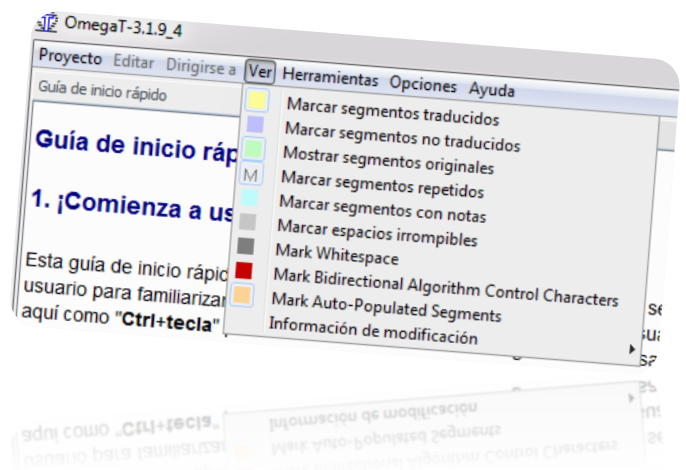 OmegaT-3.1.9_4
Proyecto Editar Dirigirse a Ver Herramientas Opciones Ayuda
Guía de inicio rápido
Marcar segmentos traducidos
Marcar segmentos no traducidos
Mostrar segmentos originales
M Marcar segmentos repetidos
Marcar segmentos con notas
Marcar espacios irrompibles
Mark Whitespace
Mark Bidirectional Algorithm Control Characters
Mark Auto-Populated Segments
Información de modificación
Guía de inicio ráp
1. ¡Comienza a us
Esta guía de inicio rápid
usuario para familiarizar
aquí como "Ctrl+tecla"